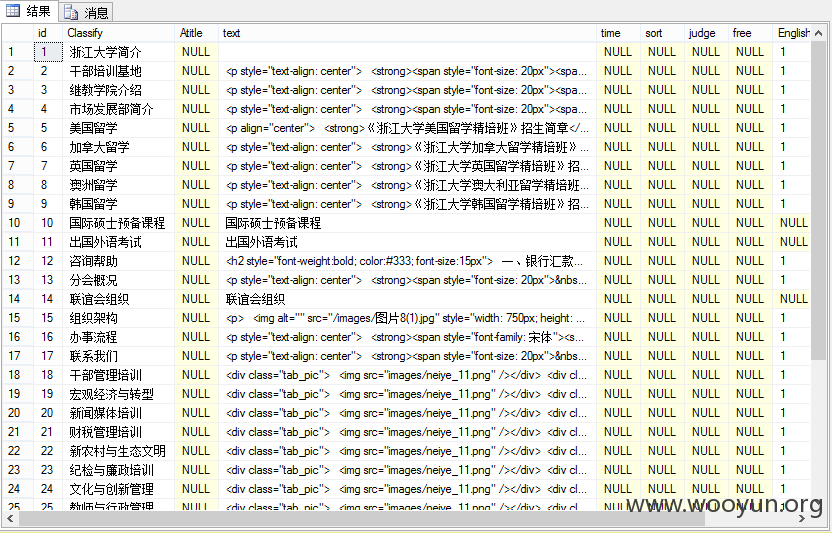 结果 消息
id Classify Atitle text time sort judge free English
1 1 浙江大学简介 NULL NULL NULL NULL NULL 1
2 2 干部培训基地 NULL <p style="text-align: center"> <strong><span style="font-size: 20px"><spa... NULL NULL NULL NULL 1
3 3 继教学院介绍 NULL <p style="text-align: center"> <strong><span style="font-size: 20px"><spa... NULL NULL NULL NULL 1
4 4 市场发展部简介 NULL <p style="text-align: center"> <strong><span style="font-size: 20px"><spa... NULL NULL NULL NULL 1
5 5 美国留学 NULL <p align="center"> <strong>《浙江大学美国留学精培班》招生简章</... NULL NULL NULL NULL 1
6 6 加拿大留学 NULL <p style="text-align: center"> <strong>《浙江大学加拿大留学精培班》... NULL NULL NULL NULL 1
7 7 英国留学 NULL <p style="text-align: center"> <strong>《浙江大学英国留学精培班》招... NULL NULL NULL NULL 1
8 8 澳洲留学 NULL <p style="text-align: center"> <strong>《浙江大学澳大利亚留学精培班... NULL NULL NULL NULL 1
9 9 韩国留学 NULL <p style="text-align: center"> <strong>《浙江大学韩国留学精培班》招... NULL NULL NULL NULL 1
10 10 国际硕士预备课程 NULL 国际硕士预备课程 NULL NULL NULL NULL NULL
11 11 出国外语考试 NULL 出国外语考试 NULL NULL NULL NULL NULL
12 12 咨询帮助 NULL <h2 style="font-weight:bold; color:#333; font-size:15px"> 一、银行汇款... NULL NULL NULL NULL 1
13 13 分会概况 NULL <p style="text-align: center"> <strong><span style="font-size: 20px">&nbs... NULL NULL NULL NULL 1
14 14 联谊会组织 NULL 联谊会组织 NULL NULL NULL NULL NULL
15 15 组织架构 NULL <p> <img alt="" src="/images/图片8(1).jpg" style="width: 750px; height: ... NULL NULL NULL NULL 1
16 16 办事流程 NULL <p style="text-align: center"> <strong><span style="font-family: 宋体"><s... NULL NULL NULL NULL 1
17 17 联系我们 NULL <p style="text-align: center"> <strong><span style="font-size: 20px">&nbs... NULL NULL NULL NULL 1
18 18 干部管理培训 NULL <div class="tab_pic"> <img src="images/neiye_11.png" /></div> <div cl... NULL NULL NULL NULL 1
19 19 宏观经济与转型 NULL <div class="tab_pic"> <img src="images/neiye_11.png" /></div> <div cl... NULL NULL NULL NULL 1
20 20 新闻媒体培训 NULL <div class="tab_pic"> <img src="images/neiye_11.png" /></div> <div cl... NULL NULL NULL NULL 1
21 21 财税管理培训 NULL <div class="tab_pic"> <img src="images/neiye_11.png" /></div> <div cl... NULL NULL NULL NULL 1
22 22 新农村与生态文明 NULL <div class="tab_pic"> <img src="images/neiye_11.png" /></div> <div cl... NULL NULL NULL NULL 1
23 23 纪检与廉政培训 NULL <div class="tab_pic"> <img src="images/neiye_11.png" /></div> <div cl... NULL NULL NULL NULL 1
24 24 文化与创新管理 NULL <div class="tab_pic"> <img src="images/neiye_11.png" /></div> <div cl... NULL NULL NULL NULL 1
25 25 教师与行政管理 NULL <div class="tab_pic"> <img src="images/neiye_11.png" /></div> <div cl... NULL NULL NULL NULL 1
www.wooyun.org